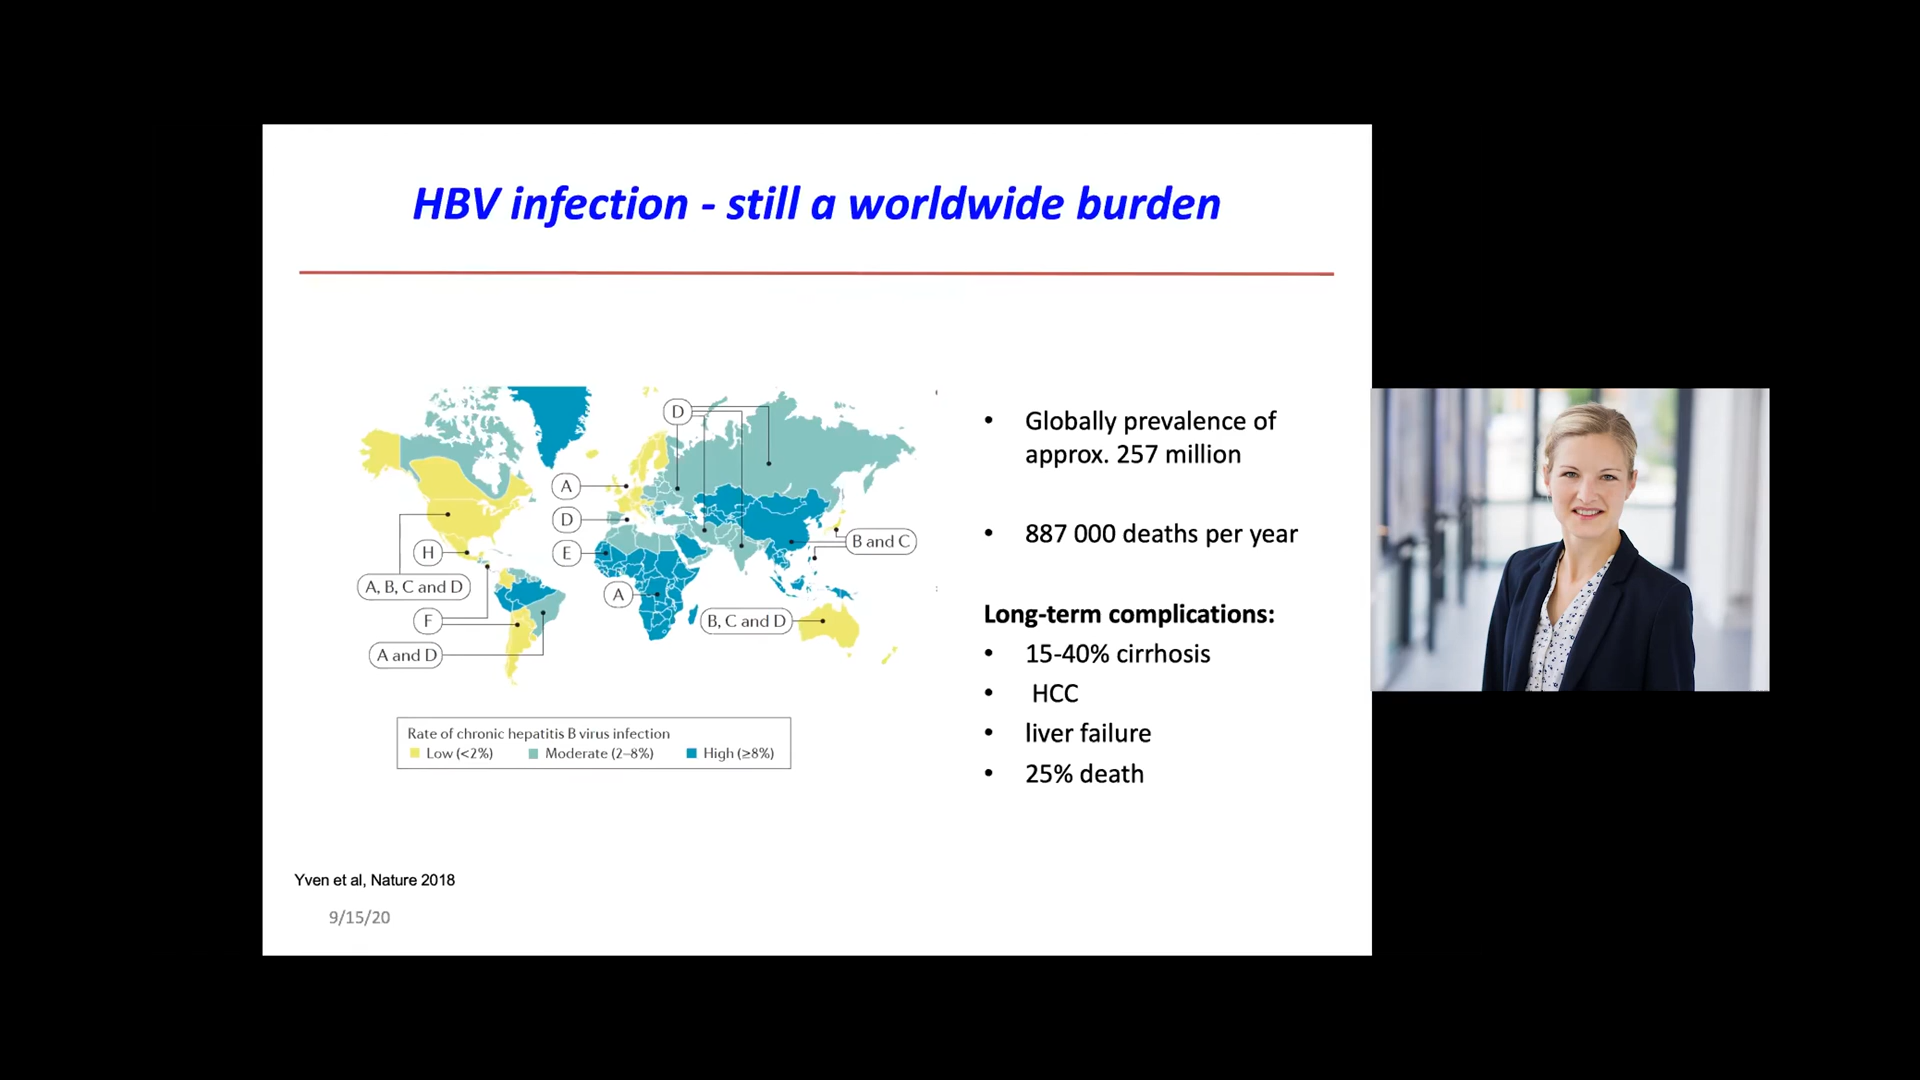 HBV infection - still a worldwide burden
D
A
D
E
H
A, B, C and D
F
A and D
A
B, C and D
B and C
Rate of chronic hepatitis B virus infection
Low (<2%) Moderate (2–8%) High (≥8%)
• Globally prevalence of
approx. 257 million
• 887 000 deaths per year
Long-term complications:
• 15-40% cirrhosis
• HCC
• liver failure
• 25% death
Yven et al, Nature 2018
9/15/20